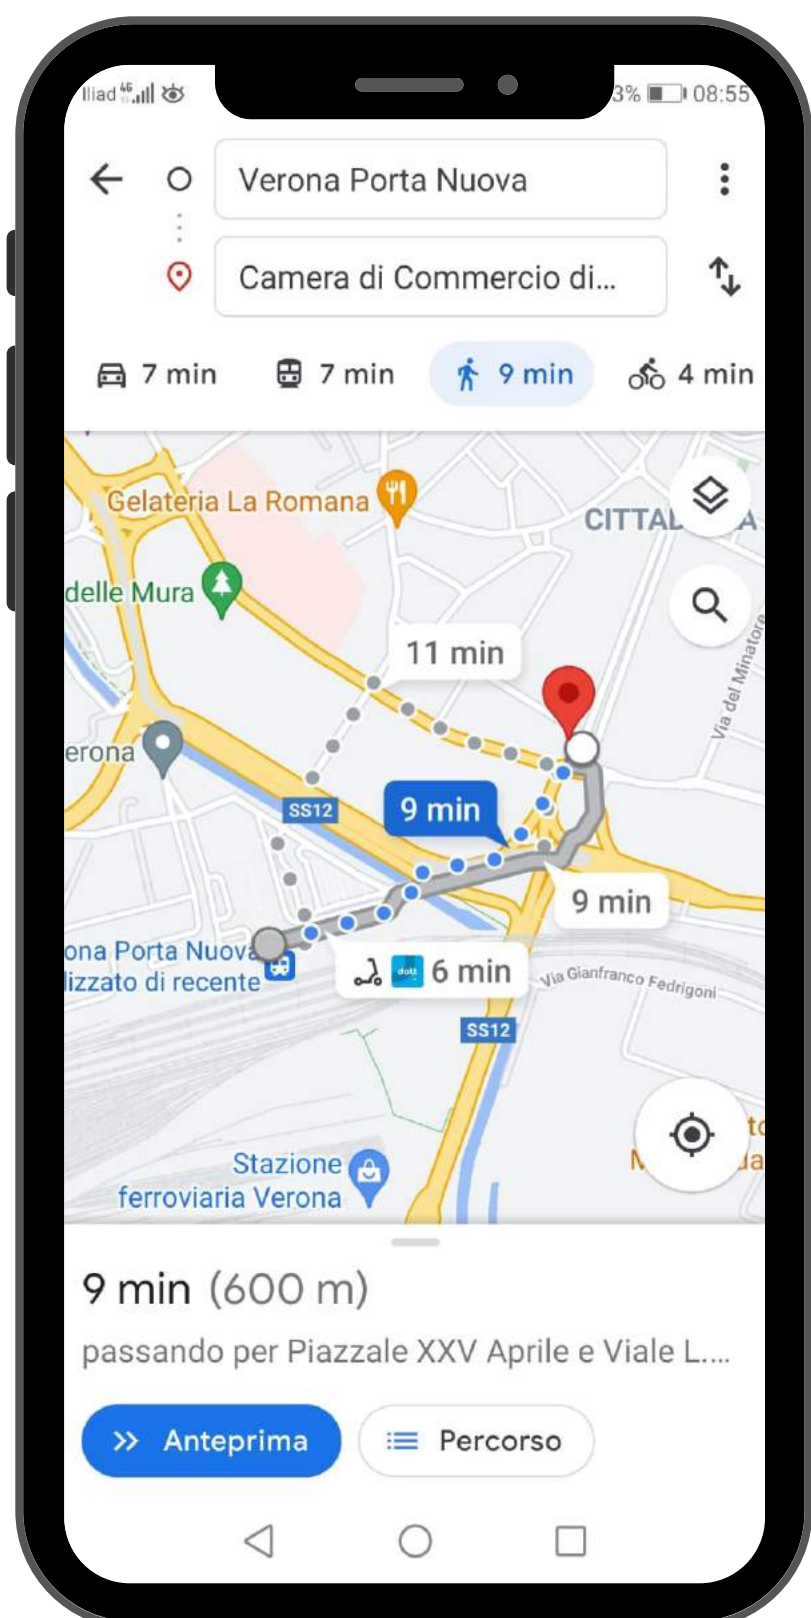 Iliad 4G 3% 08:55
Verona Porta Nuova
Camera di Commercio di...
7 min 7 min 9 min 4 min
Gelateria La Romana
CITTAD
delle Mura
11 min
Via del Minatore
erona
SS12
9 min
9 min
ona Porta Nuova
lizzato di recente
dott 6 min
Via Gianfranco Fedrigoni
SS12
Stazione
ferroviaria Verona
9 min (600 m)
passando per Piazzale XXV Aprile e Viale L....
Anteprima Percorso